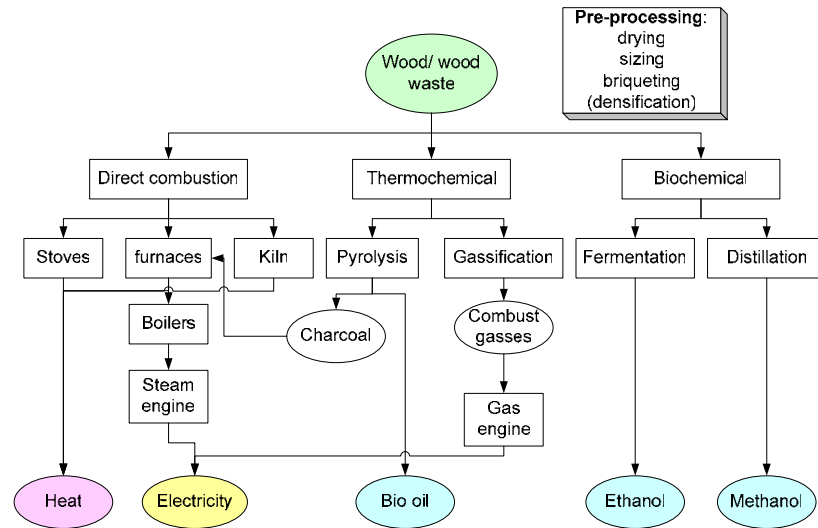 Pre-processing:
drying
sizing
briqueting
(densification)
Wood/ wood
waste
Direct combustion
Thermochemical
Biochemical
Stoves
furnaces
Kiln
Pyrolysis
Gassification
Fermentation
Distillation
Boilers
Charcoal
Combust
gasses
Steam
engine
Gas
engine
Heat
Electricity
Bio oil
Ethanol
Methanol